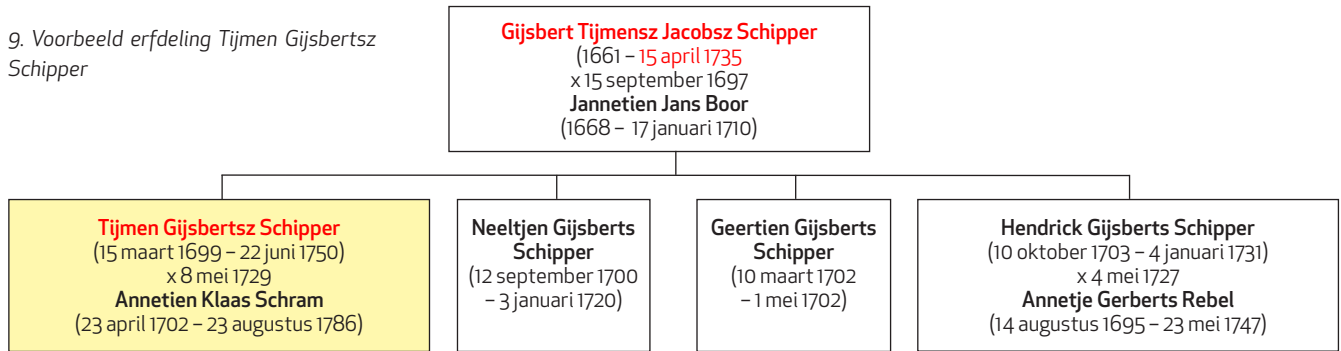 9. Voorbeeld erfdeling Tijmen Gijsbertsz
Schipper
Gijsbert Tijmensz Jacobsz Schipper
(1661 – 15 april 1735
x 15 september 1697
Jannetien Jans Boor
(1668 – 17 januari 1710)
Tijmen Gijsbertsz Schipper
(15 maart 1699 – 22 juni 1750)
x 8 mei 1729
Annetien Klaas Schram
(23 april 1702 – 23 augustus 1786)
Neeltjen Gijsberts
Schipper
(12 september 1700
– 3 januari 1720)
Geertien Gijsberts
Schipper
(10 maart 1702
– 1 mei 1702)
Hendrick Gijsberts Schipper
(10 oktober 1703 – 4 januari 1731)
x 4 mei 1727
Annetje Gerberts Rebel
(14 augustus 1695 – 23 mei 1747)